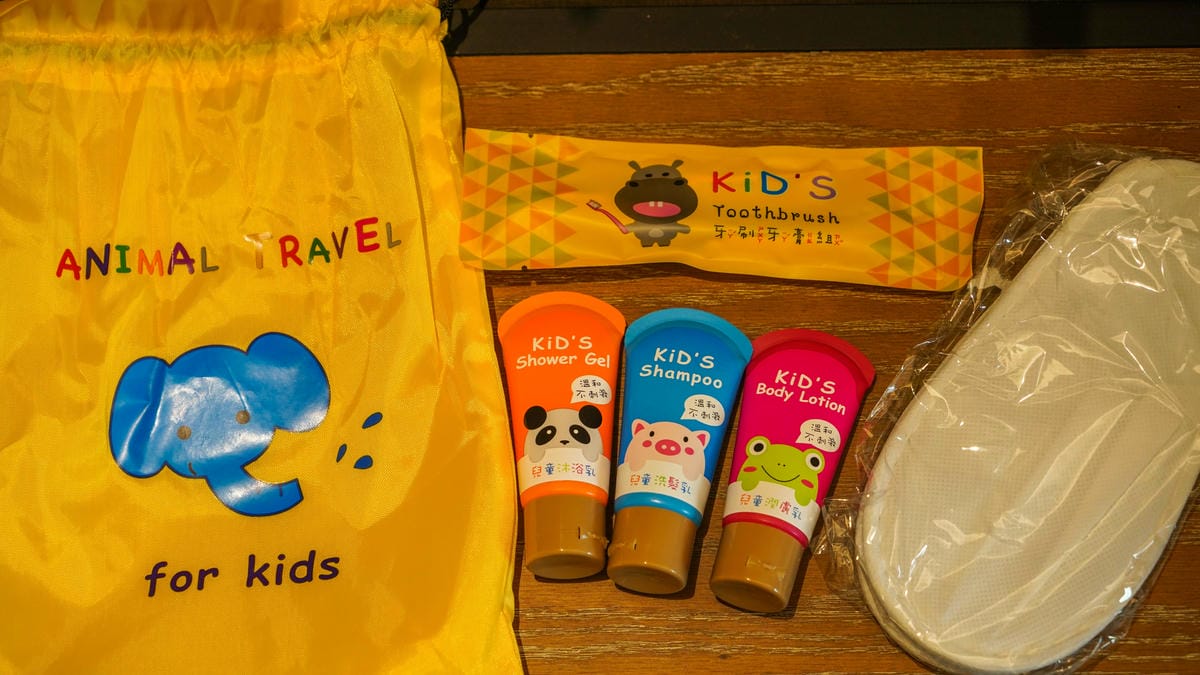 ANIMAL TRAVEL
for kids
KiD'S
Toothbrush
牙刷牙膏組
KiD'S
Shower Gel
溫和
不刺激
兒童沐浴乳
KiD'S
Shampoo
溫和
不刺激
兒童洗髮乳
KiD'S
Body Lotion
溫和
不刺激
兒童潤膚乳